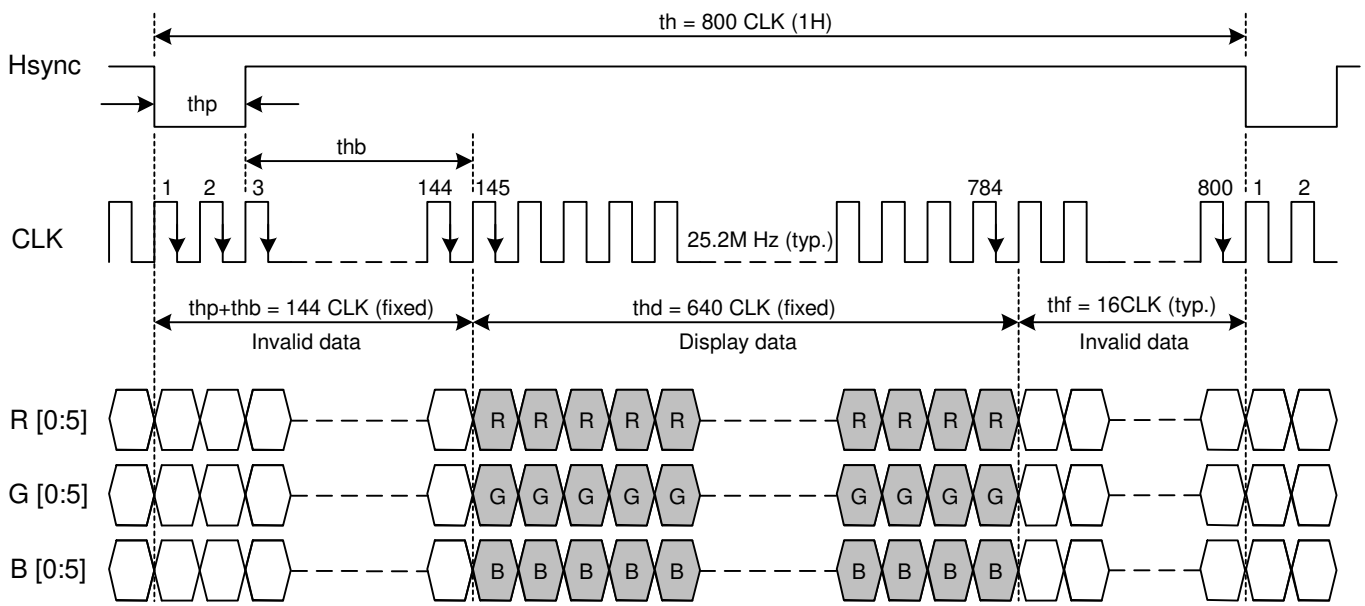 th = 800 CLK (1H)
Hsync
thp
thb
1 2 3 144 145 784 800 1 2
CLK
25.2M Hz (typ.)
thp+thb = 144 CLK (fixed) thd = 640 CLK (fixed) thf = 16CLK (typ.)
Invalid data Display data Invalid data
R [0:5] R R R R R R R R R
G [0:5] G G G G G G G G G
B [0:5] B B B B B B B B B